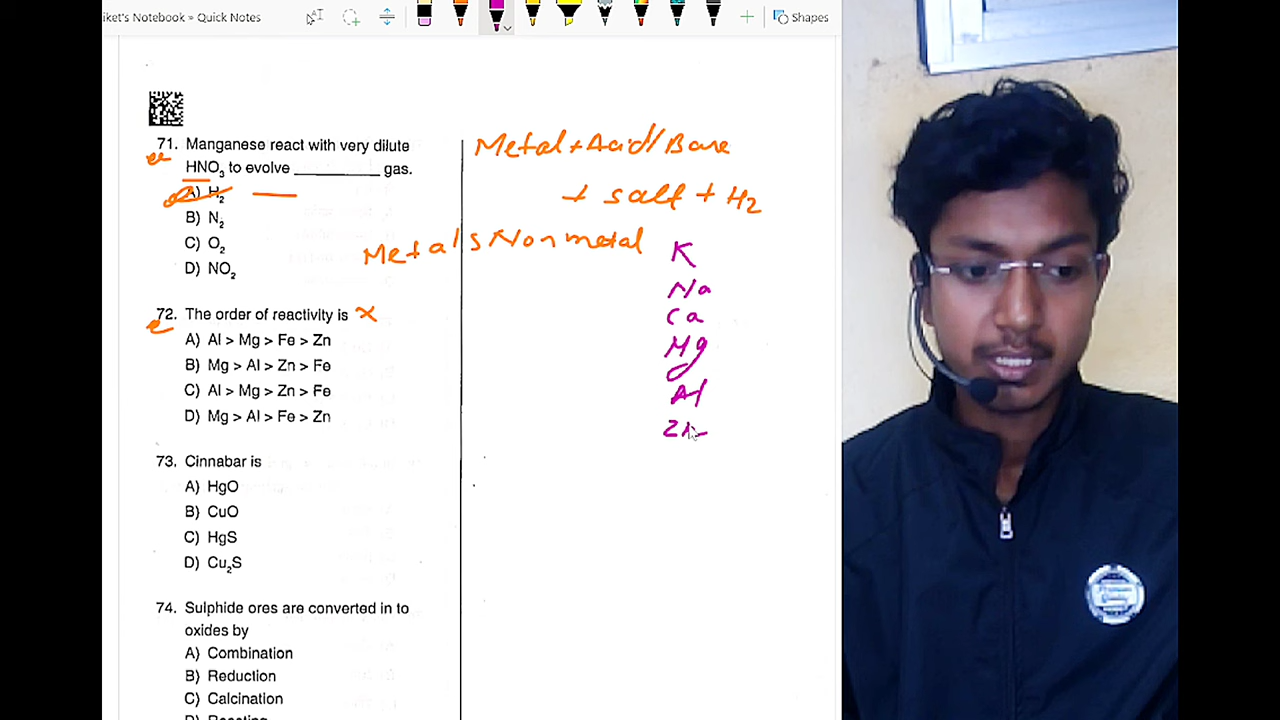 iket's Notebook » Quick Notes
Shapes
71. Manganese react with very dilute
HNO₃ to evolve __________ gas.
A) H₂
B) N₂
C) O₂
D) NO₂
72. The order of reactivity is x
A) Al > Mg > Fe > Zn
B) Mg > Al > Zn > Fe
C) Al > Mg > Zn > Fe
D) Mg > Al > Fe > Zn
73. Cinnabar is
A) HgO
B) CuO
C) HgS
D) Cu₂S
74. Sulphide ores are converted in to
oxides by
A) Combination
B) Reduction
C) Calcination
D) Roasting
Metal + Acid/Base
+ salt + H2
Metals Nonmetal
K
Na
Ca
Mg
Al
Zn